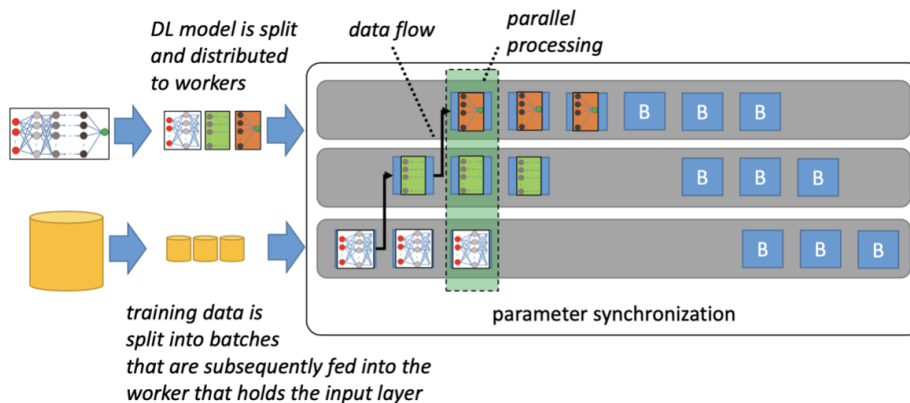 DL model is split
and distributed
to workers
data flow
parallel
processing
B B B
B B B
B B B
parameter synchronization
training data is
split into batches
that are subsequently fed into the
worker that holds the input layer